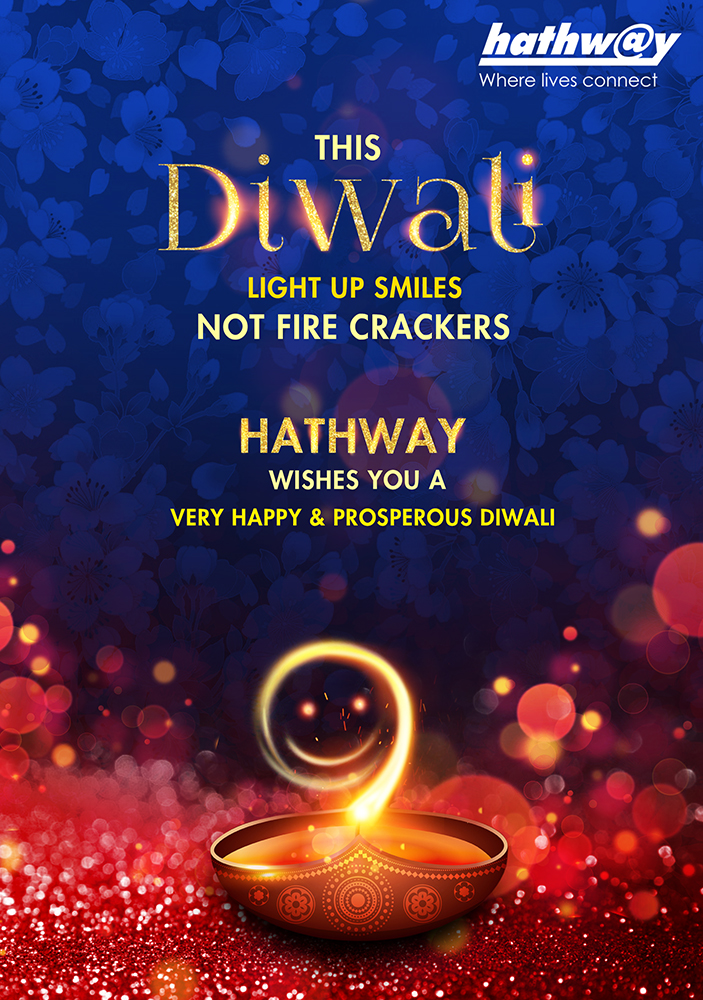 hathw@y
Where lives connect
THIS
Diwali
LIGHT UP SMILES
NOT FIRE CRACKERS
HATHWAY
WISHES YOU A
VERY HAPPY & PROSPEROUS DIWALI